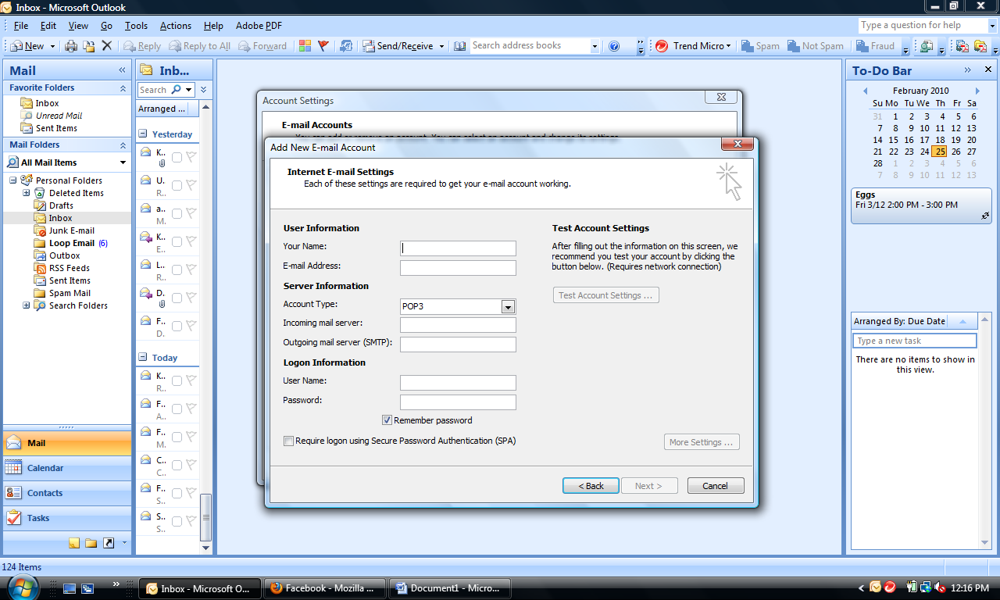 Inbox - Microsoft Outlook
File Edit View Go Tools Actions Help Adobe PDF
Type a question for help
New Reply Reply to All Forward Send/Receive Search address books Trend Micro Spam Not Spam Fraud
Mail «
Favorite Folders
Inbox
Unread Mail
Sent Items
Mail Folders
All Mail Items
Personal Folders
Deleted Items
Drafts
Inbox
Junk E-mail
Loop Email (6)
Outbox
RSS Feeds
Sent Items
Spam Mail
Search Folders
Mail
Calendar
Contacts
Tasks
Inb...
Search
Arranged ...
Yesterday
K...
U...
R...
a...
M...
K...
E...
L...
R...
D...
F...
D...
Today
K...
R...
F...
A...
F...
M...
C...
C...
F...
S...
S...
S...
Account Settings
E-mail Accounts
You can add or remove an account. You can select an account and change its settings.
Add New E-mail Account
Internet E-mail Settings
Each of these settings are required to get your e-mail account working.
User Information
Your Name:
E-mail Address:
Server Information
Account Type: POP3
Incoming mail server:
Outgoing mail server (SMTP):
Logon Information
User Name:
Password:
Remember password
Require logon using Secure Password Authentication (SPA)
Test Account Settings
After filling out the information on this screen, we
recommend you test your account by clicking the
button below. (Requires network connection)
Test Account Settings ...
More Settings ...
< Back Next > Cancel
To-Do Bar »
February 2010
Su Mo Tu We Th Fr Sa
31 1 2 3 4 5 6
7 8 9 10 11 12 13
14 15 16 17 18 19 20
21 22 23 24 25 26 27
28 1 2 3 4 5 6
7 8 9 10 11 12 13
Eggs
Fri 3/12 2:00 PM - 3:00 PM
Arranged By: Due Date
Type a new task
There are no items to show in
this view.
124 Items
» Inbox - Microsoft O... Facebook - Mozilla ... Document1 - Micro... < 12:16 PM